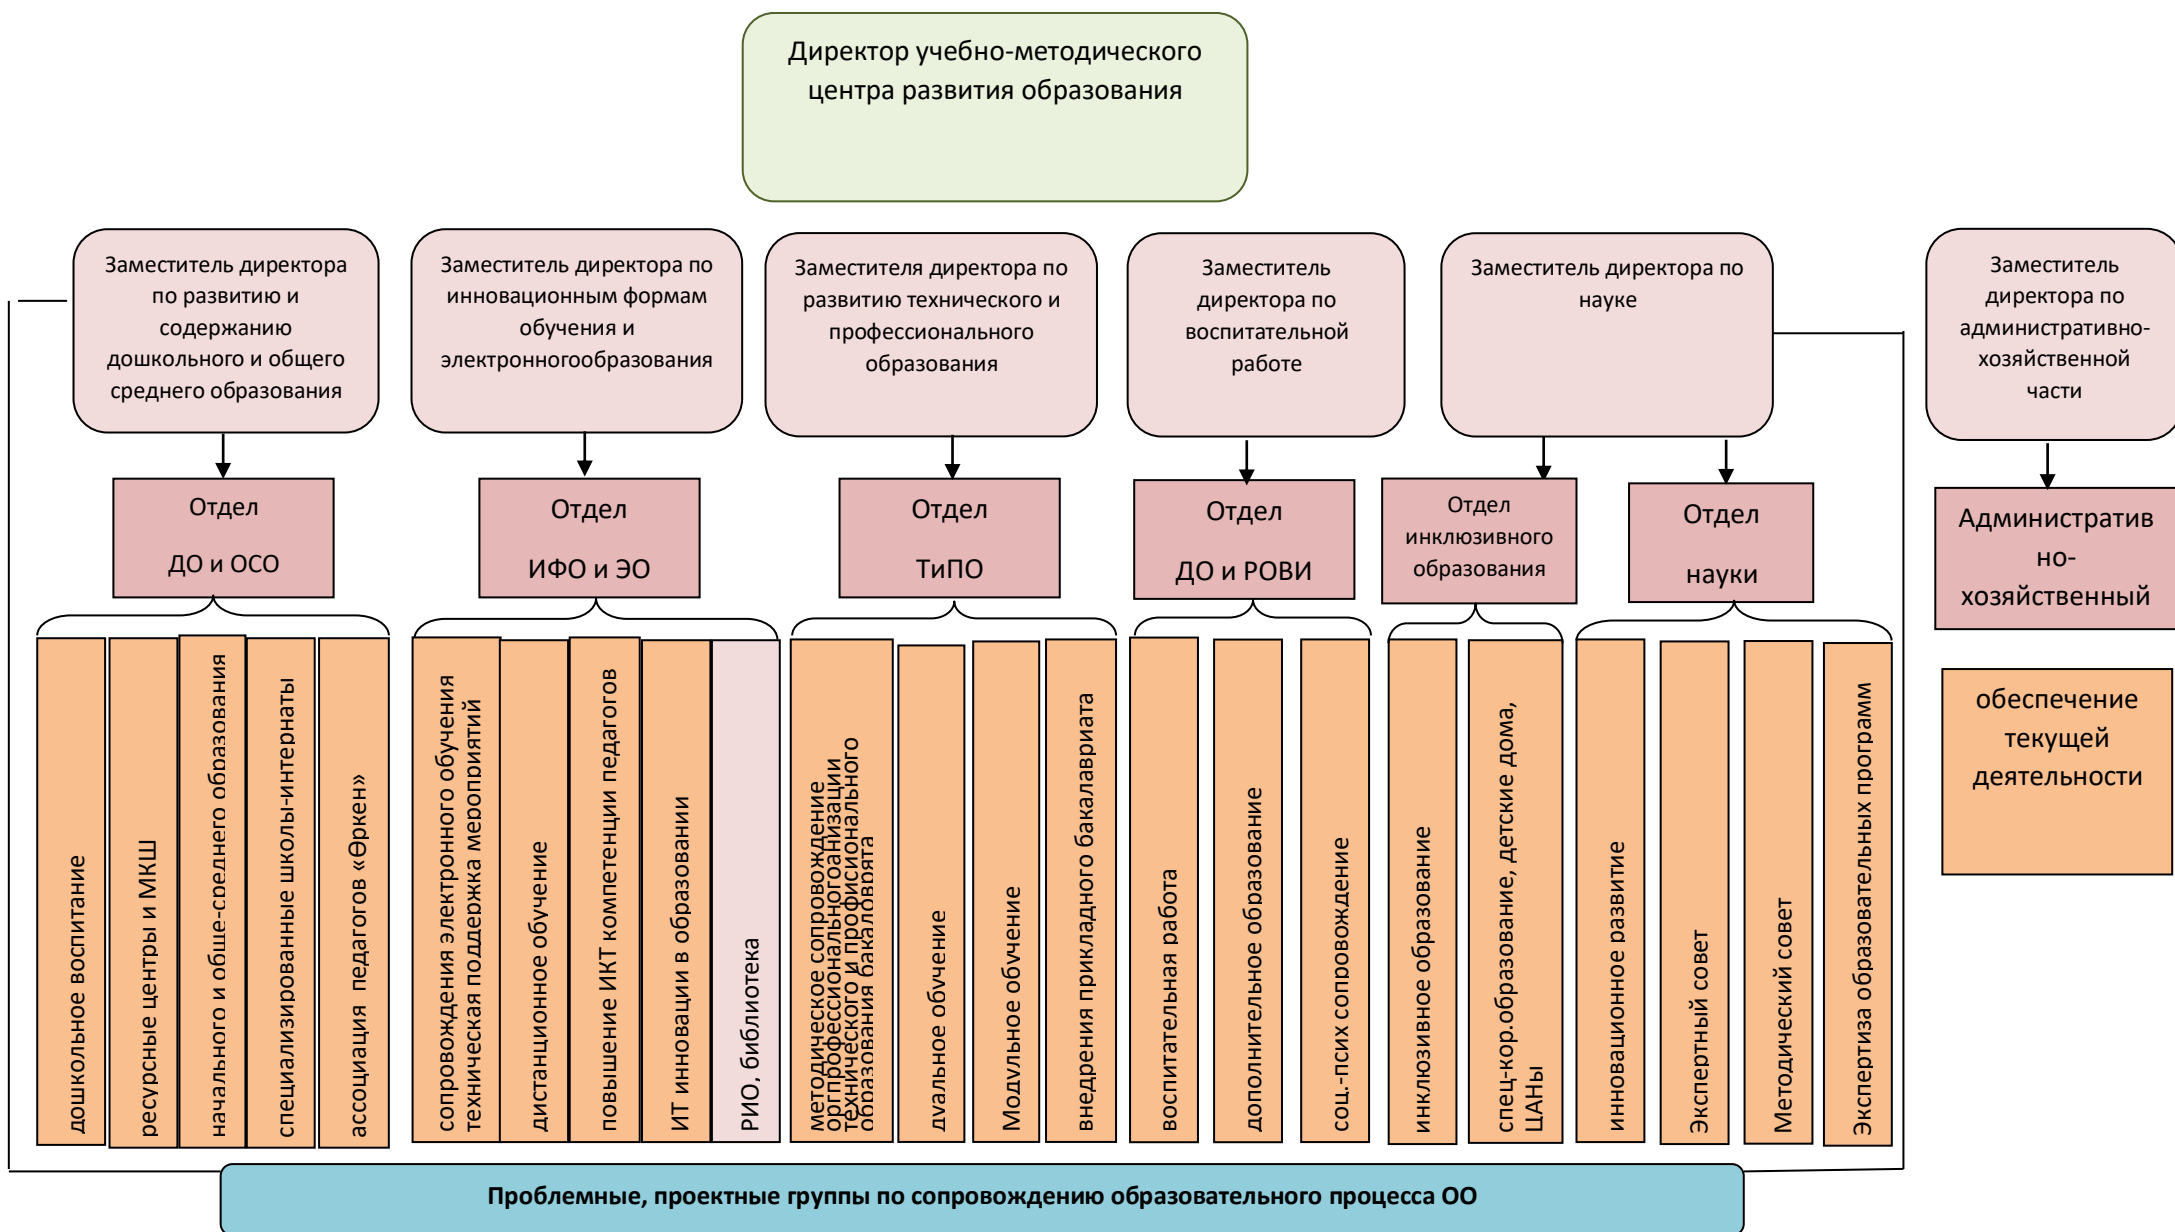 Директор учебно-методического
центра развития образования
Заместитель директора
по развитию и
содержанию
дошкольного и общего
среднего образования
Заместитель директора по
инновационным формам
обучения и
электронногообразования
Заместителя директора по
развитию технического и
профессионального
образования
Заместитель
директора по
воспитательной
работе
Заместитель директора по
науке
Заместитель
директора по
административно-
хозяйственной
части
Отдел
ДО и ОСО
Отдел
ИФО и ЭО
Отдел
ТиПО
Отдел
ДО и РОВИ
Отдел
инклюзивного
образования
Отдел
науки
Административ
но-
хозяйственный
дошкольное воспитание
ресурсные центры и МКШ
начального и обще-среднего образования
специализированные школы-интернаты
ассоциация педагогов «Өркен»
сопровождения электронного обучения
техническая поддержка мероприятий
дистанционное обучение
повышение ИКТ компетенции педагогов
ИТ инновации в образовании
РИО, библиотека
методическое сопровождение
технического и профисионального
образования бакаловрята
дуальное обучение
Модульное обучение
внедрения прикладного бакалавриата
воспитательная работа
дополнительное образование
соц.-псих сопровождение
инклюзивное образование
спец-кор.образование, детские дома,
ЦАНы
инновационное развитие
Экспертный совет
Методический совет
Экспертиза образовательных программ
обеспечение
текущей
деятельности
Проблемные, проектные группы по сопровождению образовательного процесса ОО